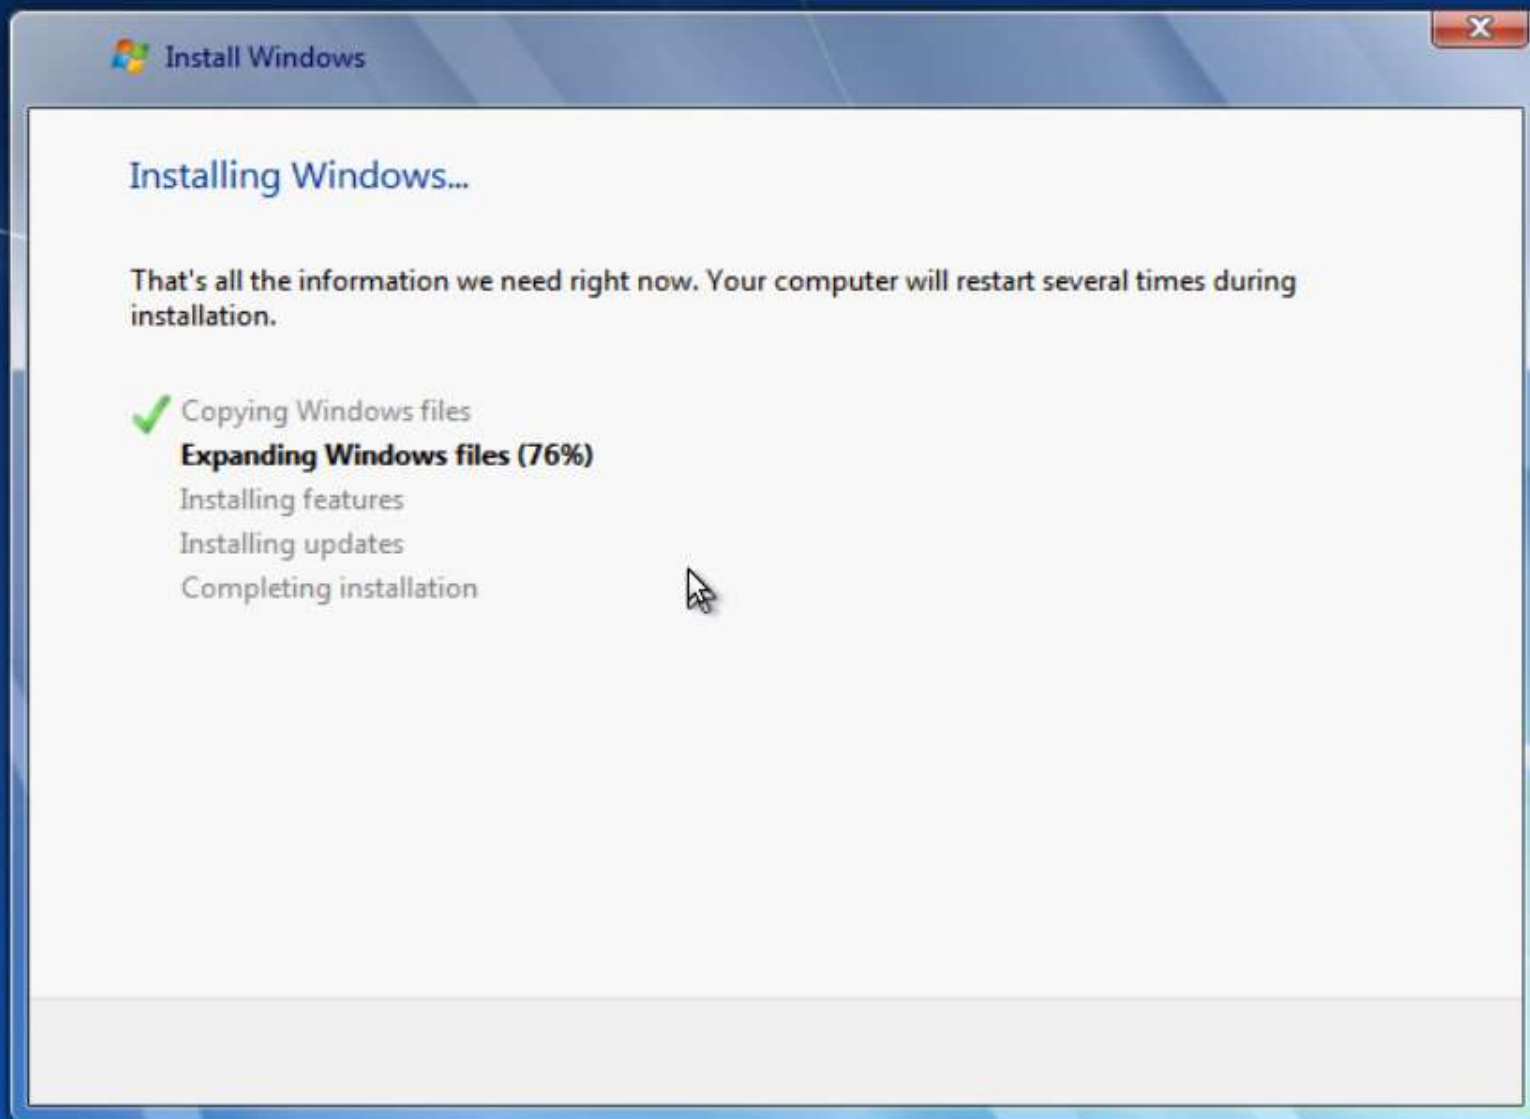 Install Windows
Installing Windows...
That's all the information we need right now. Your computer will restart several times during
installation.
Copying Windows files
Expanding Windows files (76%)
Installing features
Installing updates
Completing installation